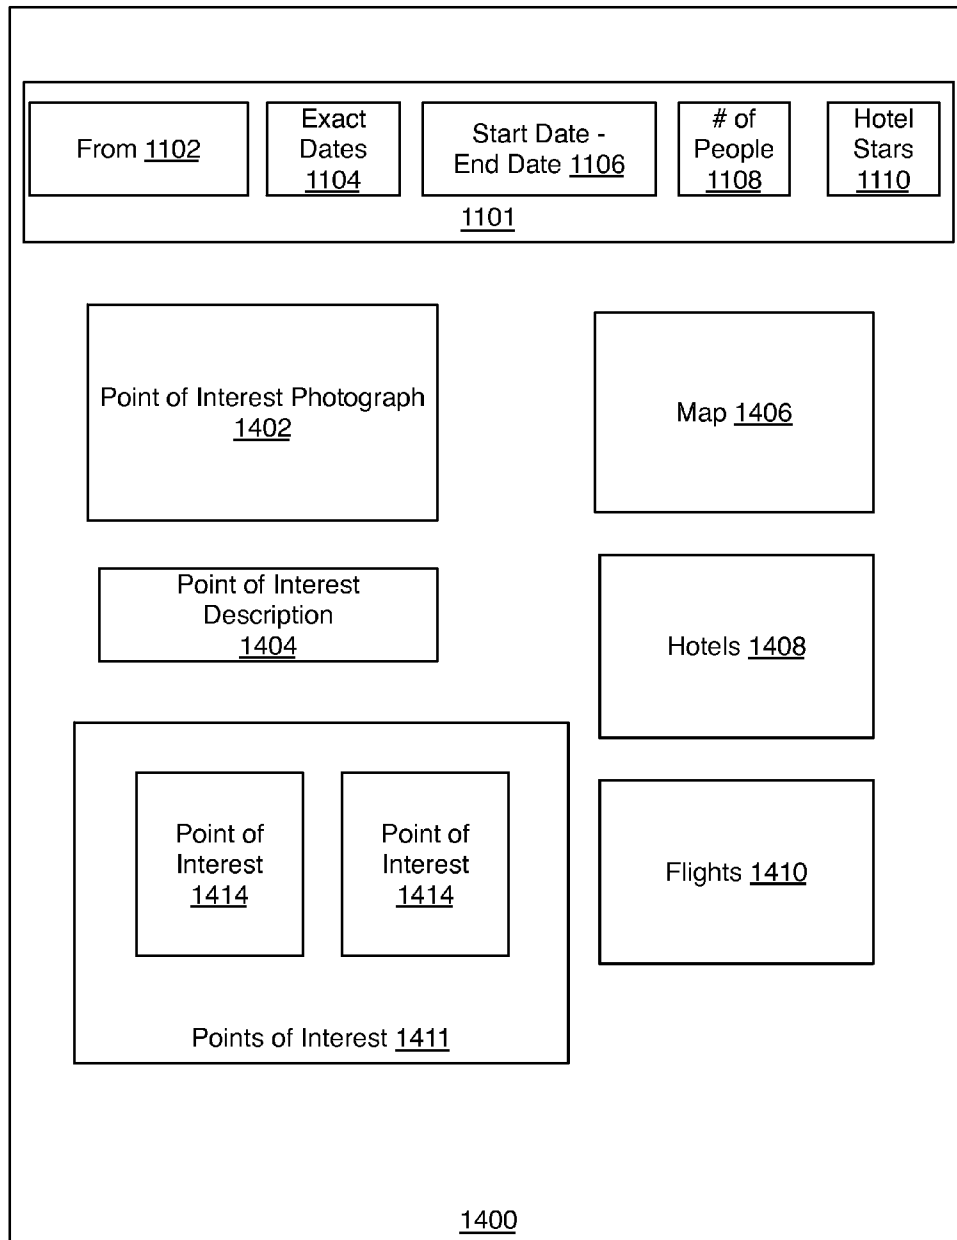 From 1102
Exact
Dates
1104
Start Date -
End Date 1106
# of
People
1108
Hotel
Stars
1110
1101
Point of Interest Photograph
1402
Map 1406
Point of Interest
Description
1404
Hotels 1408
Point of
Interest
1414
Point of
Interest
1414
Points of Interest 1411
Flights 1410
1400